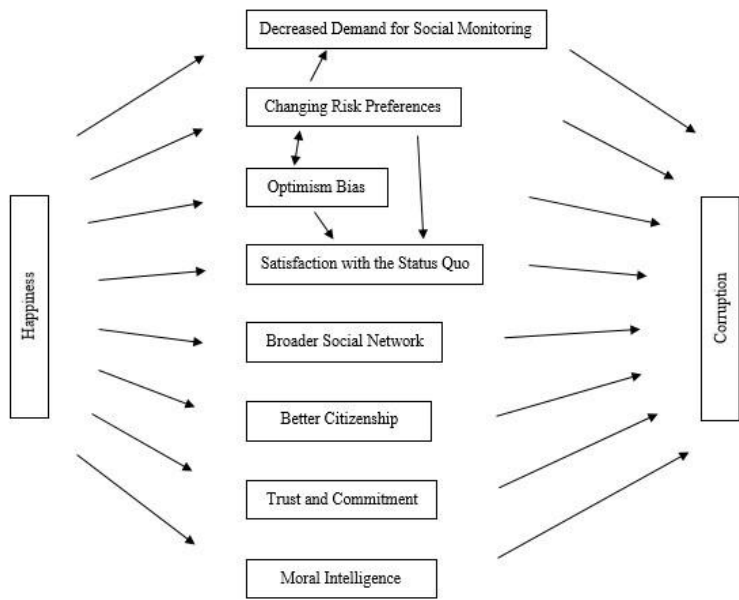 Decreased Demand for Social Monitoring
Changing Risk Preferences
Optimism Bias
Satisfaction with the Status Quo
Happiness
Corruption
Broader Social Network
Better Citizenship
Trust and Commitment
Moral Intelligence